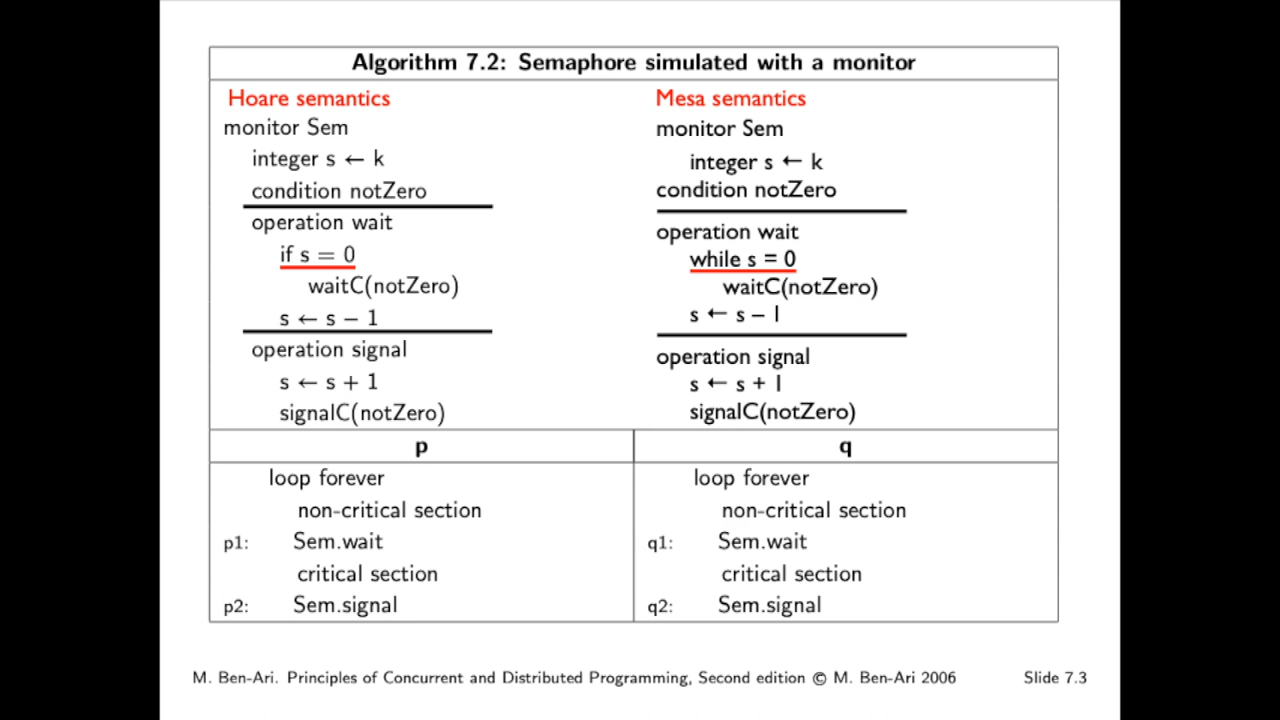 Algorithm 7.2: Semaphore simulated with a monitor
Hoare semantics
monitor Sem
integer s ← k
condition notZero
operation wait
if s = 0
waitC(notZero)
s ← s − 1
operation signal
s ← s + 1
signalC(notZero)
Mesa semantics
monitor Sem
integer s ← k
condition notZero
operation wait
while s = 0
waitC(notZero)
s ← s – 1
operation signal
s ← s + 1
signalC(notZero)
p
loop forever
non-critical section
p1: Sem.wait
critical section
p2: Sem.signal
q
loop forever
non-critical section
q1: Sem.wait
critical section
q2: Sem.signal
M. Ben-Ari. Principles of Concurrent and Distributed Programming, Second edition © M. Ben-Ari 2006 Slide 7.3